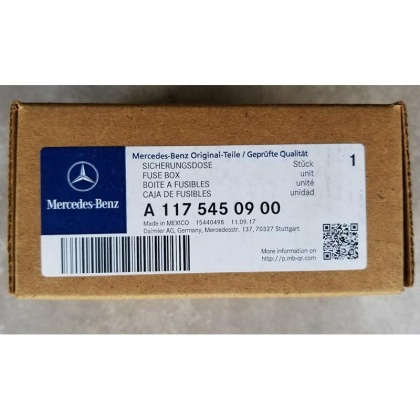 Mercedes-Benz
Mercedes-Benz Original-Teile / Geprüfte Qualität
SICHERUNGSDOSE Stück 1
FUSE BOX unit
BOITE A FUSIBLES unité
CAJA DE FUSIBLES unidad
A 117 545 09 00
Made in MEXICO 15440498 11.09.17
Daimler AG, Germany, Mercedesstr. 137, 70327 Stuttgart
More information on
http://p.mb-qr.com